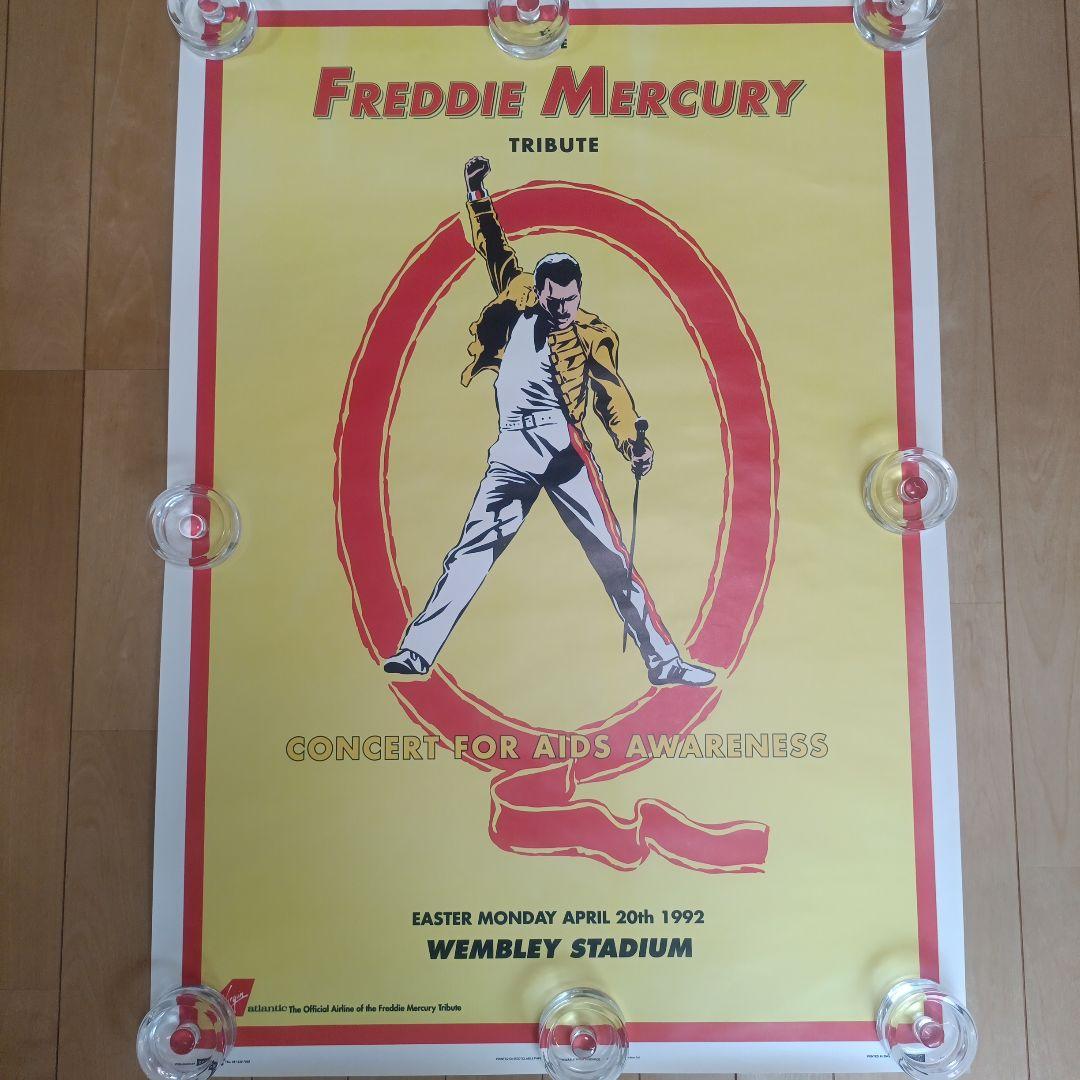 FREDDIE MERCURY
TRIBUTE
CONCERT FOR AIDS AWARENESS
EASTER MONDAY APRIL 20th 1992
WEMBLEY STADIUM
Virgin
atlantic The Official Airline of the Freddie Mercury Tribute